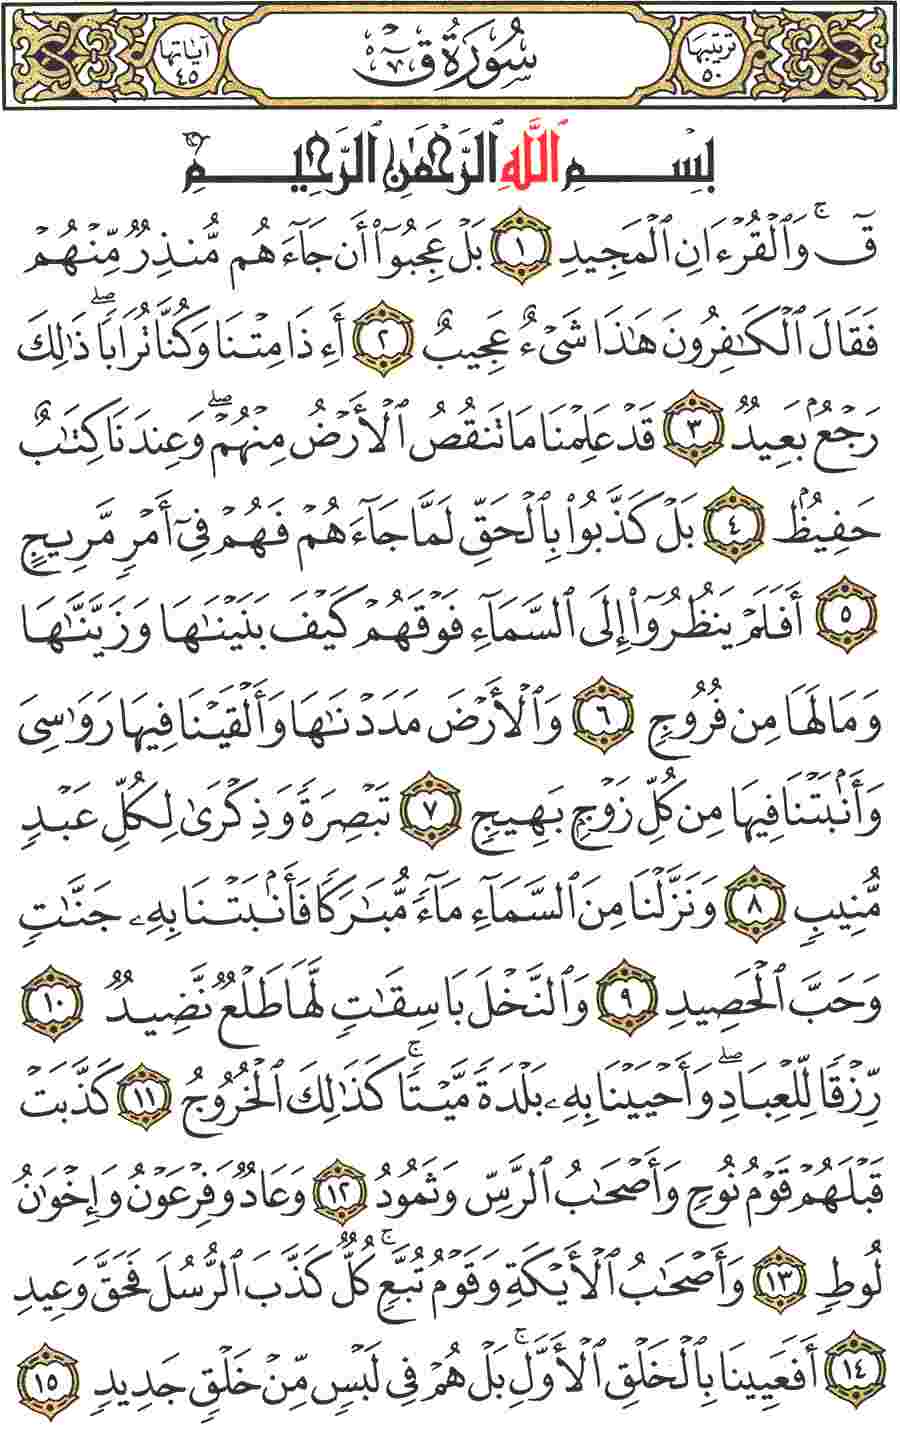 ترتيبها ٥٠ سُورَةُ قٓ آياتها ٤٥
بِسْمِ ٱللَّهِ ٱلرَّحْمَٰنِ ٱلرَّحِيمِ
قٓ ۚ وَٱلْقُرْءَانِ ٱلْمَجِيدِ ١ بَلْ عَجِبُوٓا۟ أَن جَآءَهُم مُّنذِرٌ مِّنْهُمْ
فَقَالَ ٱلْكَٰفِرُونَ هَٰذَا شَىْءٌ عَجِيبٌ ٢ أَءِذَا مِتْنَا وَكُنَّا تُرَابًا ۖ ذَٰلِكَ
رَجْعٌۢ بَعِيدٌ ٣ قَدْ عَلِمْنَا مَا تَنقُصُ ٱلْأَرْضُ مِنْهُمْ ۖ وَعِندَنَا كِتَٰبٌ
حَفِيظٌۢ ٤ بَلْ كَذَّبُوا۟ بِٱلْحَقِّ لَمَّا جَآءَهُمْ فَهُمْ فِىٓ أَمْرٍ مَّرِيجٍ
٥ أَفَلَمْ يَنظُرُوٓا۟ إِلَى ٱلسَّمَآءِ فَوْقَهُمْ كَيْفَ بَنَيْنَٰهَا وَزَيَّنَّٰهَا
وَمَا لَهَا مِن فُرُوجٍ ٦ وَٱلْأَرْضَ مَدَدْنَٰهَا وَأَلْقَيْنَا فِيهَا رَوَٰسِىَ
وَأَنۢبَتْنَا فِيهَا مِن كُلِّ زَوْجٍۭ بَهِيجٍ ٧ تَبْصِرَةً وَذِكْرَىٰ لِكُلِّ عَبْدٍ
مُّنِيبٍ ٨ وَنَزَّلْنَا مِنَ ٱلسَّمَآءِ مَآءً مُّبَٰرَكًا فَأَنۢبَتْنَا بِهِۦ جَنَّٰتٍ
وَحَبَّ ٱلْحَصِيدِ ٩ وَٱلنَّخْلَ بَاسِقَٰتٍ لَّهَا طَلْعٌ نَّضِيدٌ ١٠
رِّزْقًا لِّلْعِبَادِ ۖ وَأَحْيَيْنَا بِهِۦ بَلْدَةً مَّيْتًا ۚ كَذَٰلِكَ ٱلْخُرُوجُ ١١ كَذَّبَتْ
قَبْلَهُمْ قَوْمُ نُوحٍ وَأَصْحَٰبُ ٱلرَّسِّ وَثَمُودُ ١٢ وَعَادٌ وَفِرْعَوْنُ وَإِخْوَٰنُ
لُوطٍ ١٣ وَأَصْحَٰبُ ٱلْأَيْكَةِ وَقَوْمُ تُبَّعٍ ۚ كُلٌّ كَذَّبَ ٱلرُّسُلَ فَحَقَّ وَعِيدِ
١٤ أَفَعَيِينَا بِٱلْخَلْقِ ٱلْأَوَّلِ ۚ بَلْ هُمْ فِى لَبْسٍ مِّنْ خَلْقٍ جَدِيدٍ ١٥